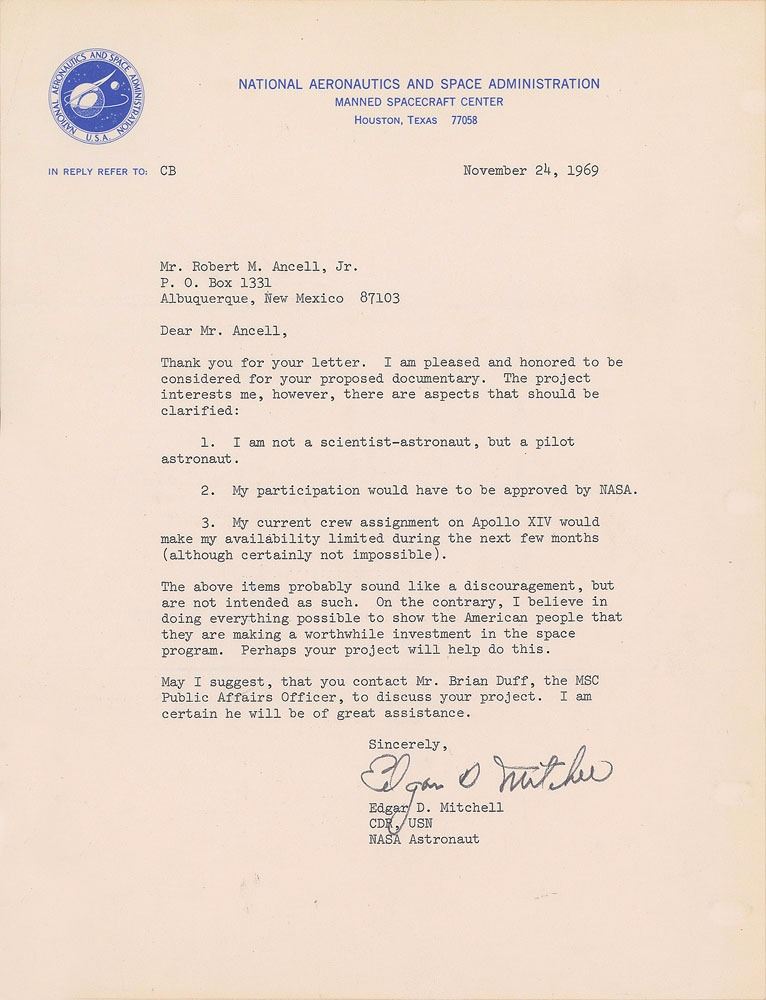 NATIONAL AERONAUTICS AND SPACE ADMINISTRATION
U.S.A.
NATIONAL AERONAUTICS AND SPACE ADMINISTRATION
MANNED SPACECRAFT CENTER
HOUSTON, TEXAS 77058
IN REPLY REFER TO: CB
November 24, 1969
Mr. Robert M. Ancell, Jr.
P. O. Box 1331
Albuquerque, New Mexico 87103
Dear Mr. Ancell,
Thank you for your letter. I am pleased and honored to be
considered for your proposed documentary. The project
interests me, however, there are aspects that should be
clarified:
1. I am not a scientist-astronaut, but a pilot
astronaut.
2. My participation would have to be approved by NASA.
3. My current crew assignment on Apollo XIV would
make my availability limited during the next few months
(although certainly not impossible).
The above items probably sound like a discouragement, but
are not intended as such. On the contrary, I believe in
doing everything possible to show the American people that
they are making a worthwhile investment in the space
program. Perhaps your project will help do this.
May I suggest, that you contact Mr. Brian Duff, the MSC
Public Affairs Officer, to discuss your project. I am
certain he will be of great assistance.
Sincerely,
Edgar D Mitchell
Edgar D. Mitchell
CDR, USN
NASA Astronaut